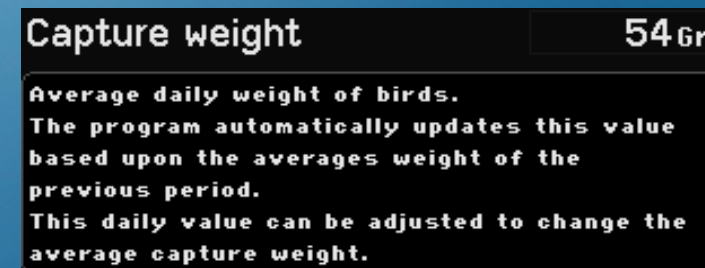 Capture weight
54 Gr
Average daily weight of birds.
The program automatically updates this value
based upon the averages weight of the
previous period.
This daily value can be adjusted to change the
average capture weight.